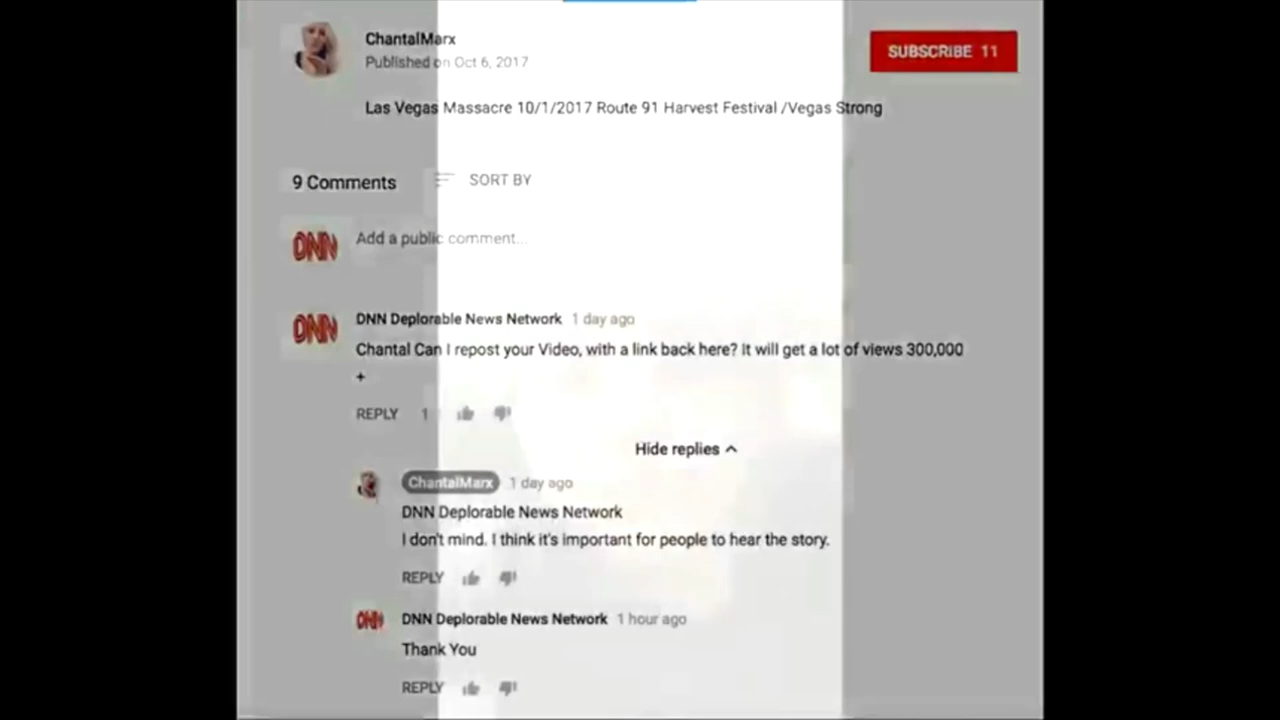 ChantalMarx
Published on Oct 6, 2017
SUBSCRIBE 11
Las Vegas Massacre 10/1/2017 Route 91 Harvest Festival /Vegas Strong
9 Comments
SORT BY
DNN
Add a public comment...
DNN
DNN Deplorable News Network 1 day ago
Chantal Can I repost your Video, with a link back here? It will get a lot of views 300,000
+
REPLY 1
Hide replies
ChantalMarx 1 day ago
DNN Deplorable News Network
I don't mind. I think it's important for people to hear the story.
REPLY
DNN
DNN Deplorable News Network 1 hour ago
Thank You
REPLY